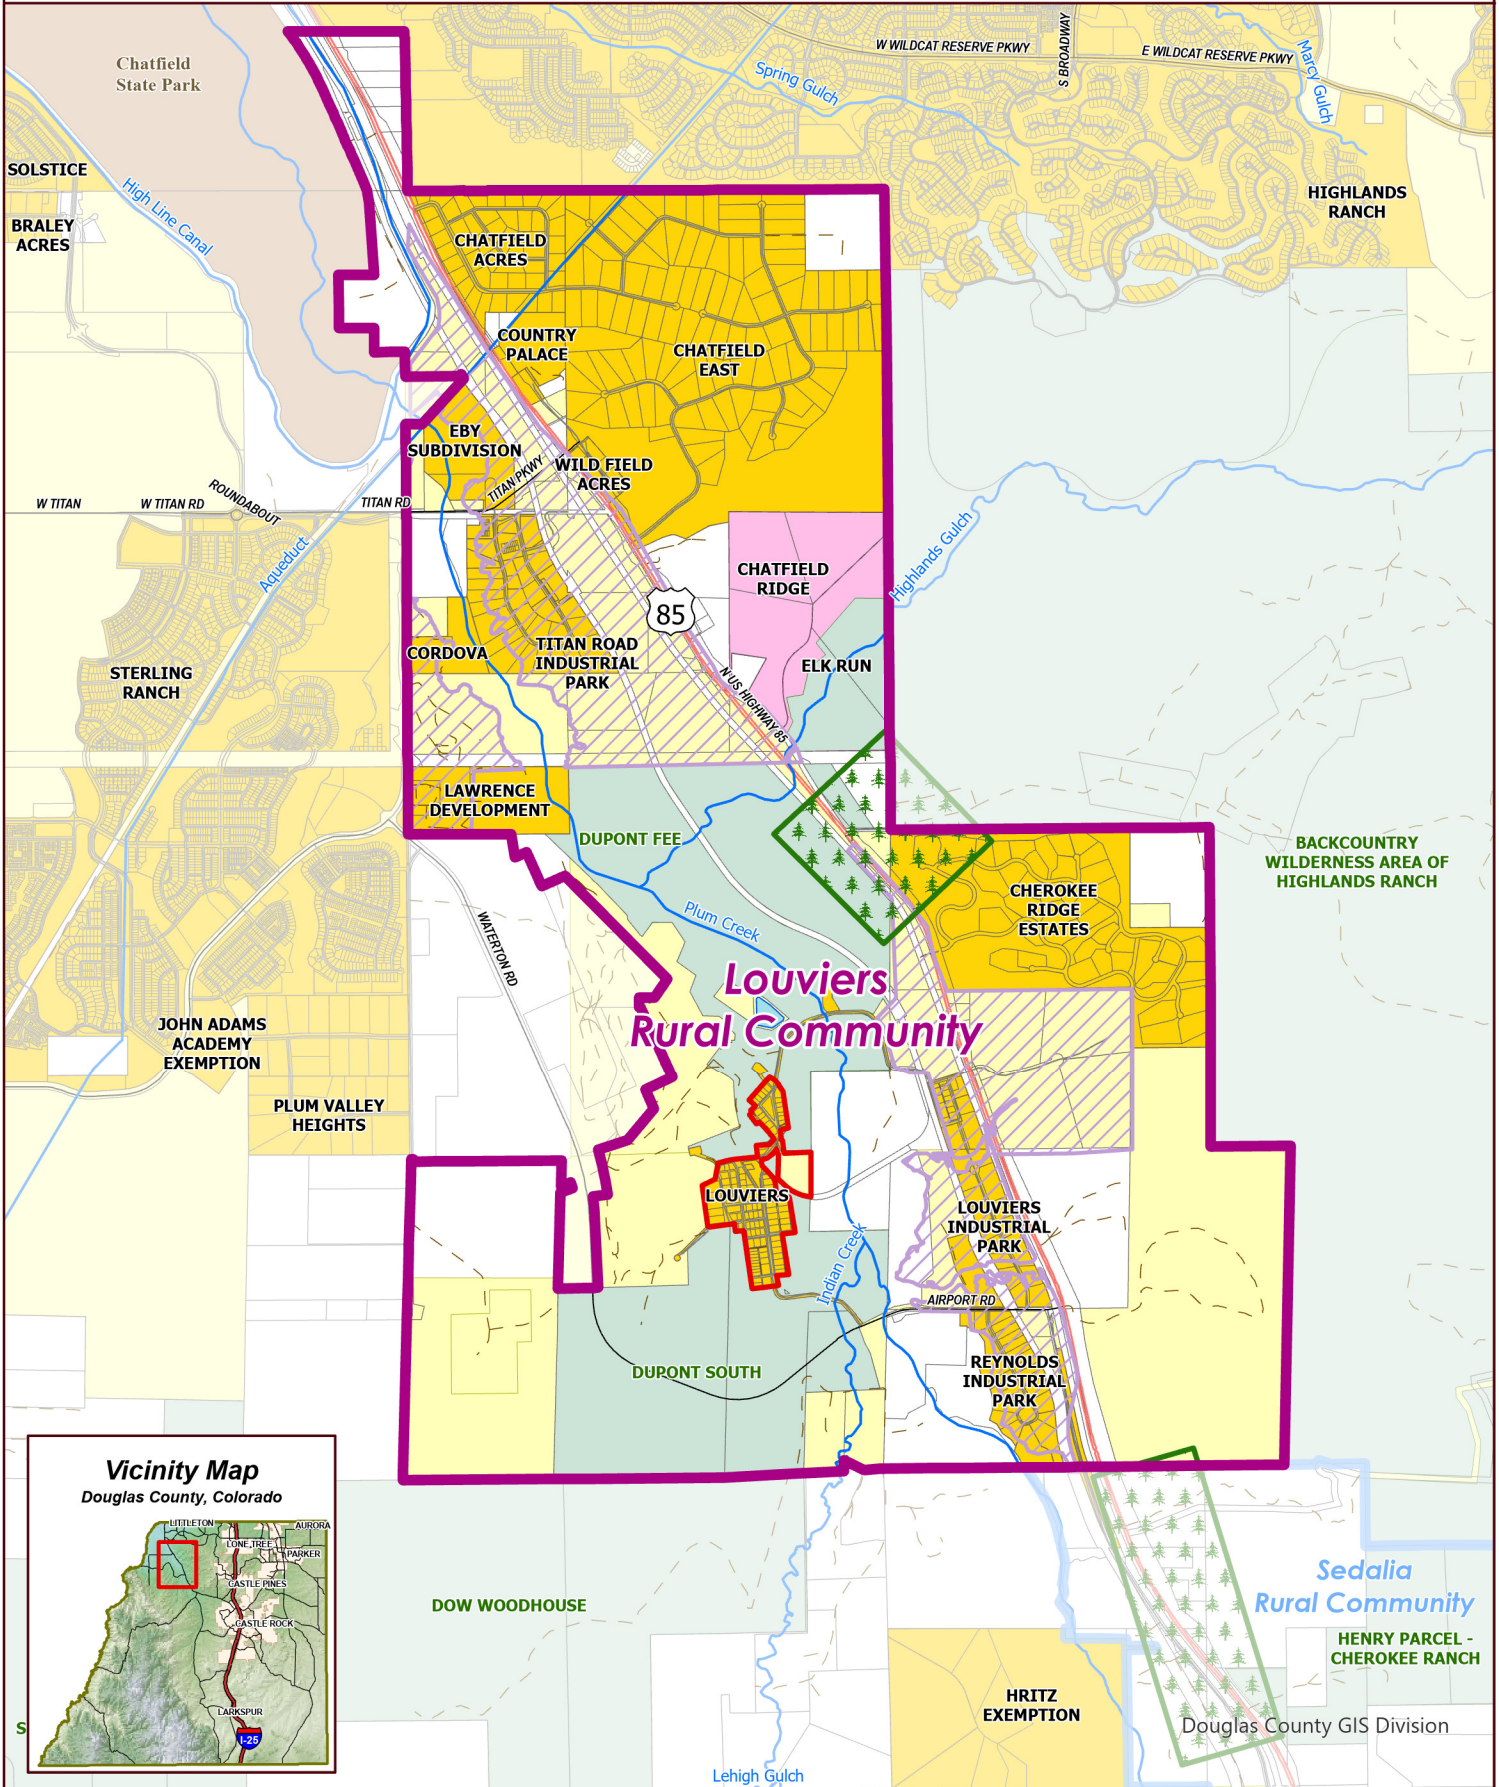 Chatfield
State Park
W WILDCAT RESERVE PKWY
S BROADWAY
E WILDCAT RESERVE PKWY
Marcy Gulch
Spring Gulch
SOLSTICE
High Line Canal
BRALEY
ACRES
HIGHLANDS
RANCH
CHATFIELD
ACRES
COUNTRY
PALACE
CHATFIELD
EAST
EBY
SUBDIVISION
WILD FIELD
ACRES
TITAN PKWY
W TITAN
W TITAN RD
ROUNDABOUT
TITAN RD
Aqueduct
Highlands Gulch
CHATFIELD
RIDGE
85
CORDOVA
TITAN ROAD
INDUSTRIAL
PARK
ELK RUN
N US HIGHWAY 85
STERLING
RANCH
LAWRENCE
DEVELOPMENT
DUPONT FEE
BACKCOUNTRY
WILDERNESS AREA OF
HIGHLANDS RANCH
CHEROKEE
RIDGE
ESTATES
WATERTON RD
Plum Creek
Louviers
Rural Community
JOHN ADAMS
ACADEMY
EXEMPTION
PLUM VALLEY
HEIGHTS
LOUVIERS
LOUVIERS
INDUSTRIAL
PARK
Indian Creek
AIRPORT RD
REYNOLDS
INDUSTRIAL
PARK
DUPONT SOUTH
Vicinity Map
Douglas County, Colorado
LITTLETON
AURORA
LONE TREE
PARKER
CASTLE PINES
CASTLE ROCK
LARKSPUR
I-25
S
DOW WOODHOUSE
Sedalia
Rural Community
HENRY PARCEL -
CHEROKEE RANCH
HRITZ
EXEMPTION
Douglas County GIS Division
Lehigh Gulch